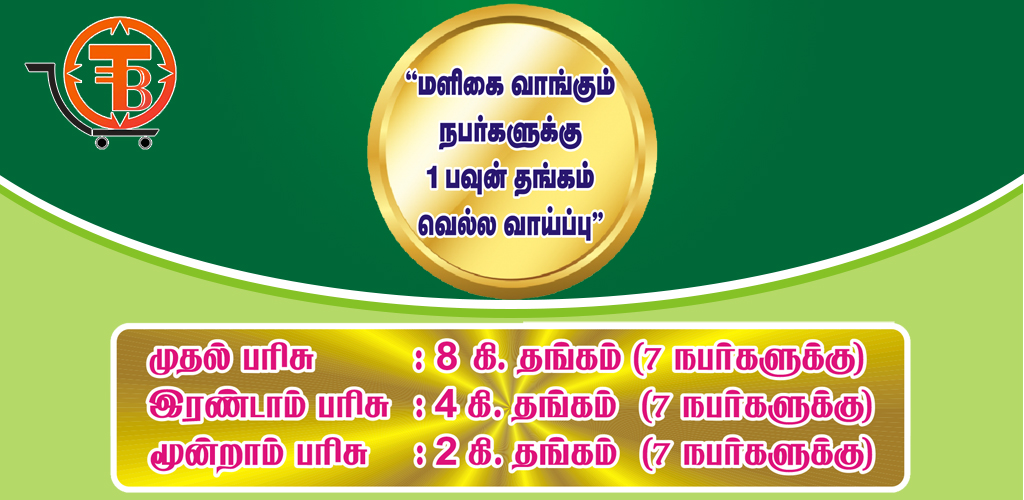 TB
“மளிகை வாங்கும்
நபர்களுக்கு
1 பவுன் தங்கம்
வெல்ல வாய்ப்பு”
முதல் பரிசு : 8 கி. தங்கம் (7 நபர்களுக்கு)
இரண்டாம் பரிசு : 4 கி. தங்கம் (7 நபர்களுக்கு)
மூன்றாம் பரிசு : 2 கி. தங்கம் (7 நபர்களுக்கு)